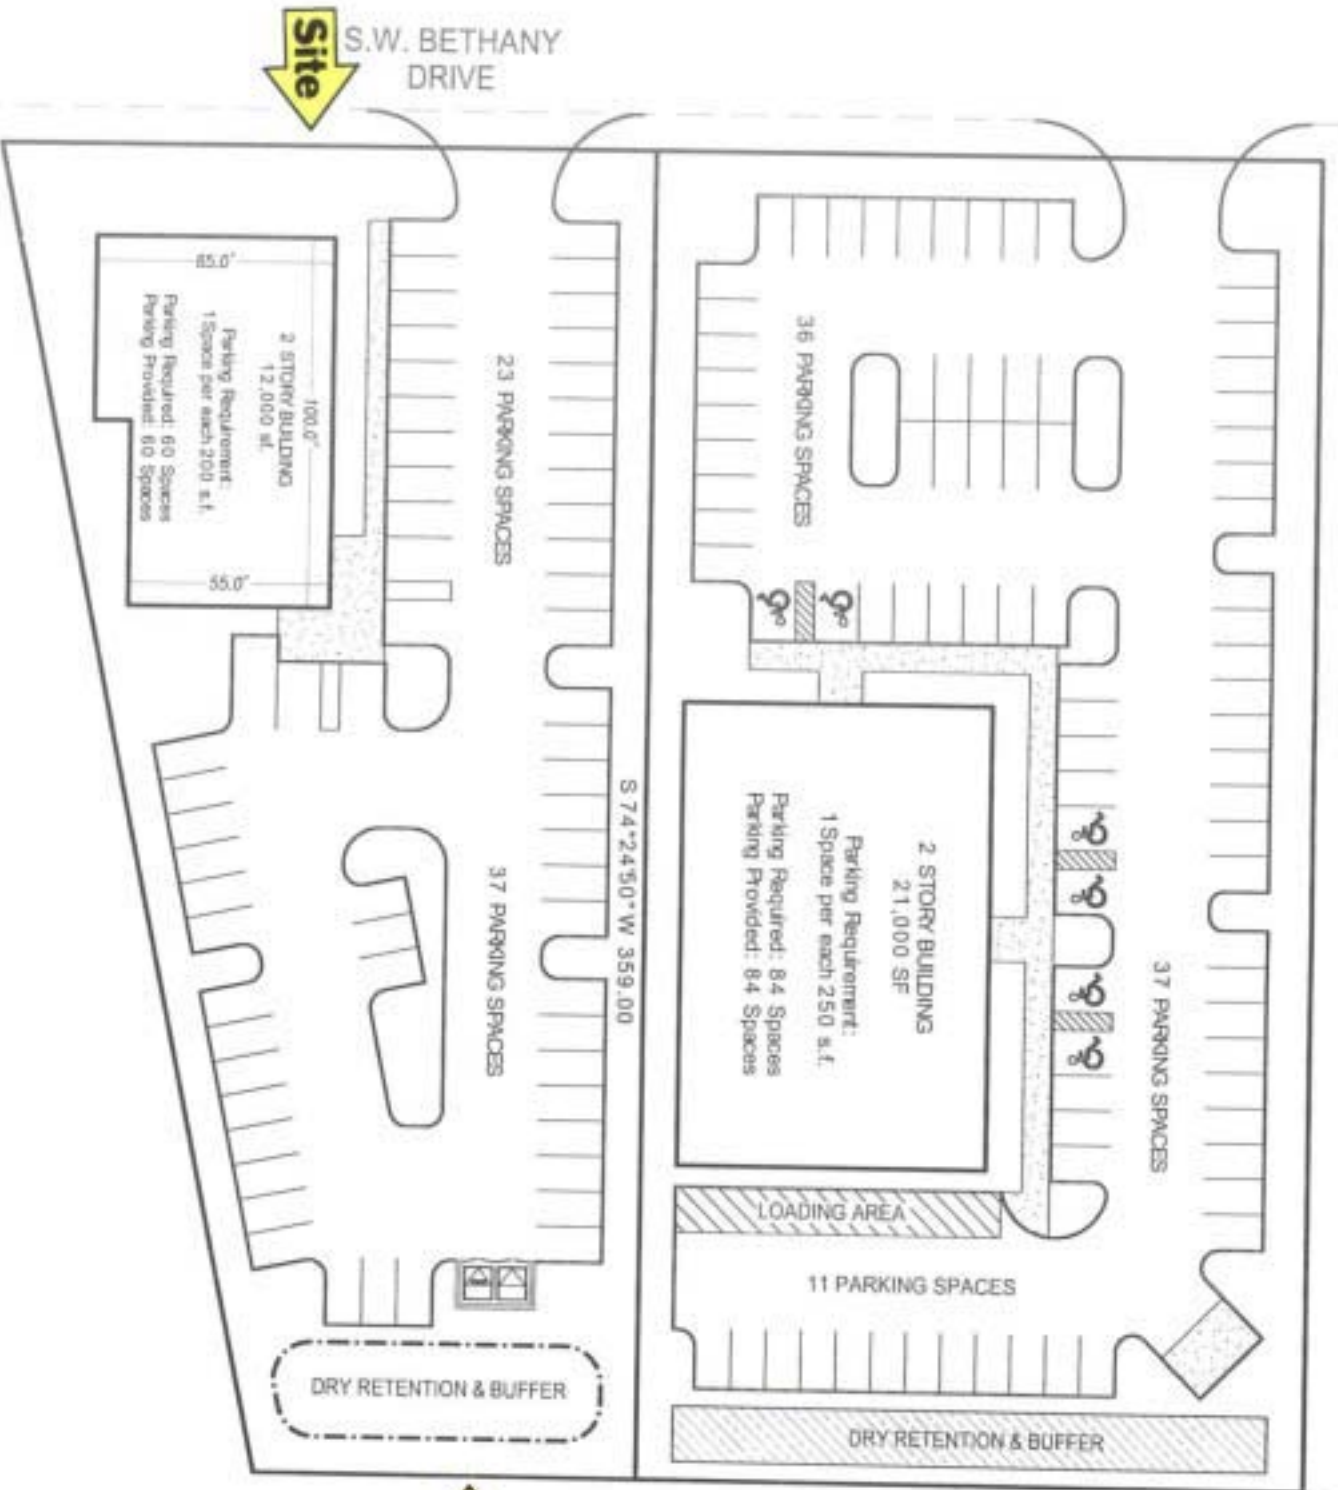 Site
S.W. BETHANY
DRIVE
65.0'
100.0'
2 STORY BUILDING
12,000 sf.
Parking Requirement:
1 Space per each 200 s.f.
Parking Required: 60 Spaces
Parking Provided: 60 Spaces
55.0'
23 PARKING SPACES
37 PARKING SPACES
S 74°24'50" W 359.00
DRY RETENTION & BUFFER
36 PARKING SPACES
2 STORY BUILDING
21,000 SF
Parking Requirement:
1 Space per each 250 s.f.
Parking Required: 84 Spaces
Parking Provided: 84 Spaces
37 PARKING SPACES
LOADING AREA
11 PARKING SPACES
DRY RETENTION & BUFFER